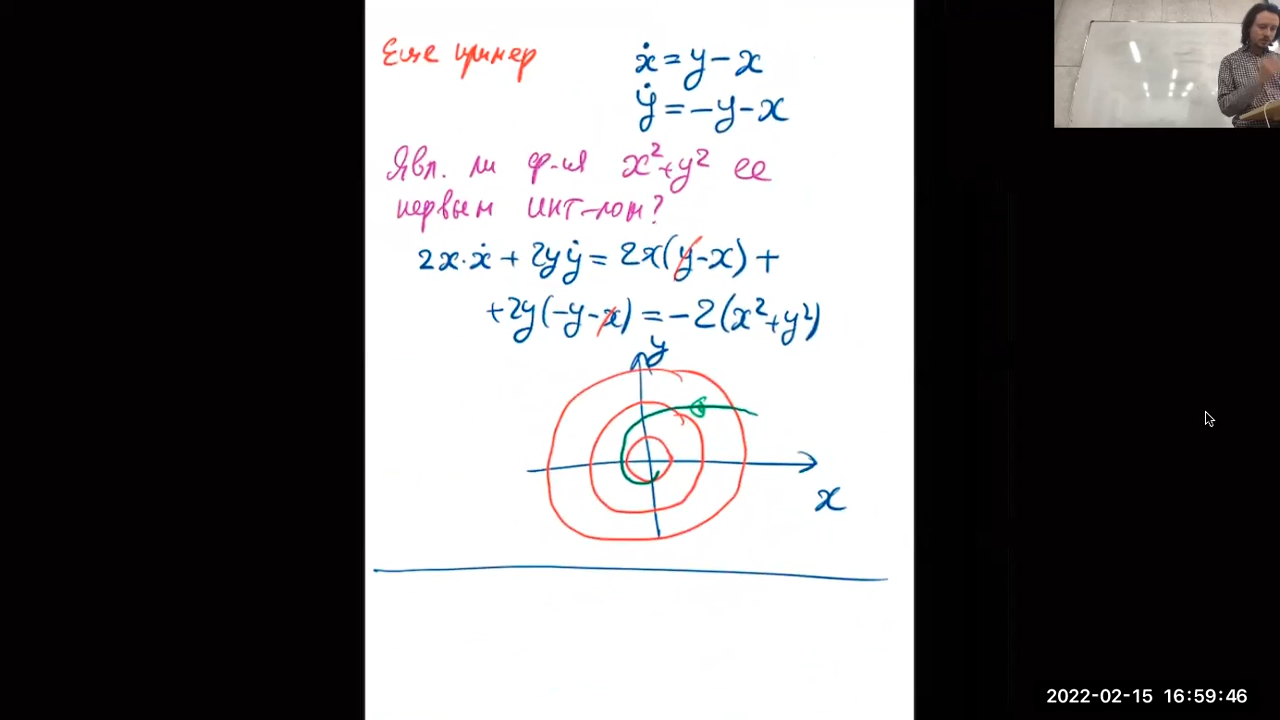 Еще пример
ẋ = y - x
ẏ = -y - x
Явл. ли ф-ия x² + y² ее
первым инт-лом?
2x·ẋ + 2yẏ = 2x(y - x) +
+ 2y(-y - x) = -2(x² + y²)
y
x
2022-02-15 16:59:46